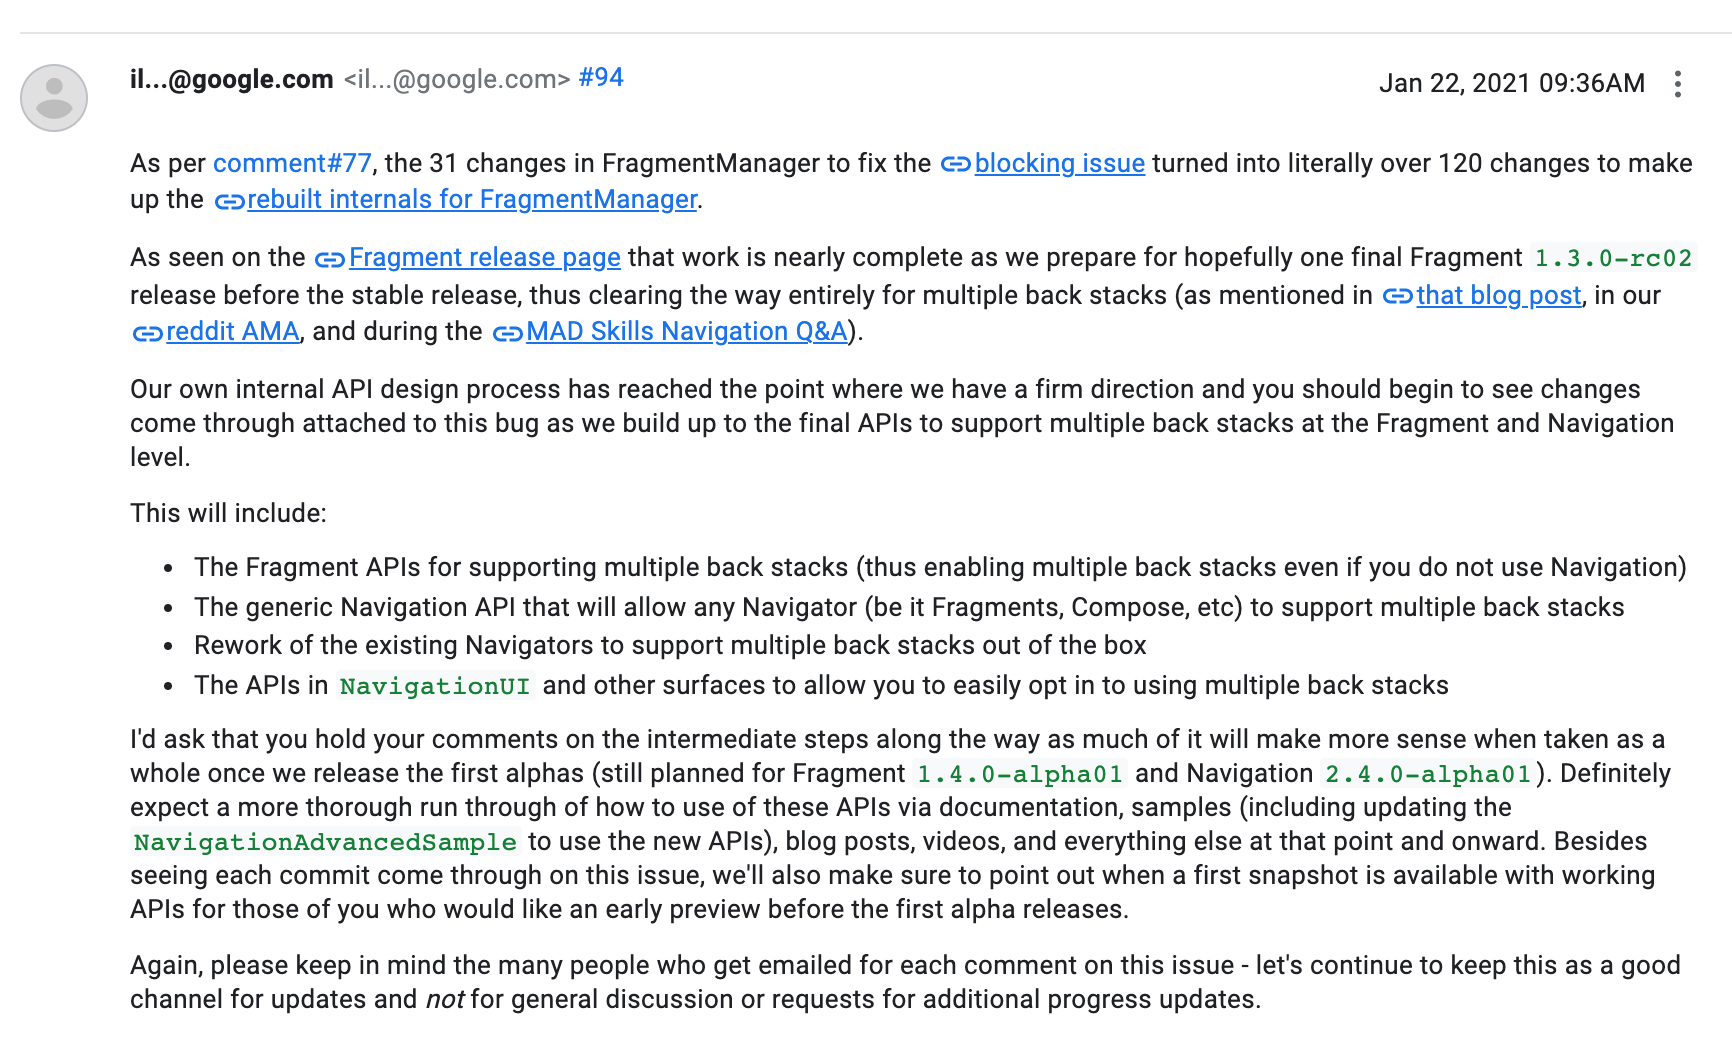 il...@google.com <il...@google.com> #94
Jan 22, 2021 09:36AM
As per comment#77, the 31 changes in FragmentManager to fix the blocking issue turned into literally over 120 changes to make
up the rebuilt internals for FragmentManager.
As seen on the Fragment release page that work is nearly complete as we prepare for hopefully one final Fragment 1.3.0-rc02
release before the stable release, thus clearing the way entirely for multiple back stacks (as mentioned in that blog post, in our
reddit AMA, and during the MAD Skills Navigation Q&A).
Our own internal API design process has reached the point where we have a firm direction and you should begin to see changes
come through attached to this bug as we build up to the final APIs to support multiple back stacks at the Fragment and Navigation
level.
This will include:
• The Fragment APIs for supporting multiple back stacks (thus enabling multiple back stacks even if you do not use Navigation)
• The generic Navigation API that will allow any Navigator (be it Fragments, Compose, etc) to support multiple back stacks
• Rework of the existing Navigators to support multiple back stacks out of the box
• The APIs in NavigationUI and other surfaces to allow you to easily opt in to using multiple back stacks
I'd ask that you hold your comments on the intermediate steps along the way as much of it will make more sense when taken as a
whole once we release the first alphas (still planned for Fragment 1.4.0-alpha01 and Navigation 2.4.0-alpha01). Definitely
expect a more thorough run through of how to use of these APIs via documentation, samples (including updating the
NavigationAdvancedSample to use the new APIs), blog posts, videos, and everything else at that point and onward. Besides
seeing each commit come through on this issue, we'll also make sure to point out when a first snapshot is available with working
APIs for those of you who would like an early preview before the first alpha releases.
Again, please keep in mind the many people who get emailed for each comment on this issue - let's continue to keep this as a good
channel for updates and not for general discussion or requests for additional progress updates.